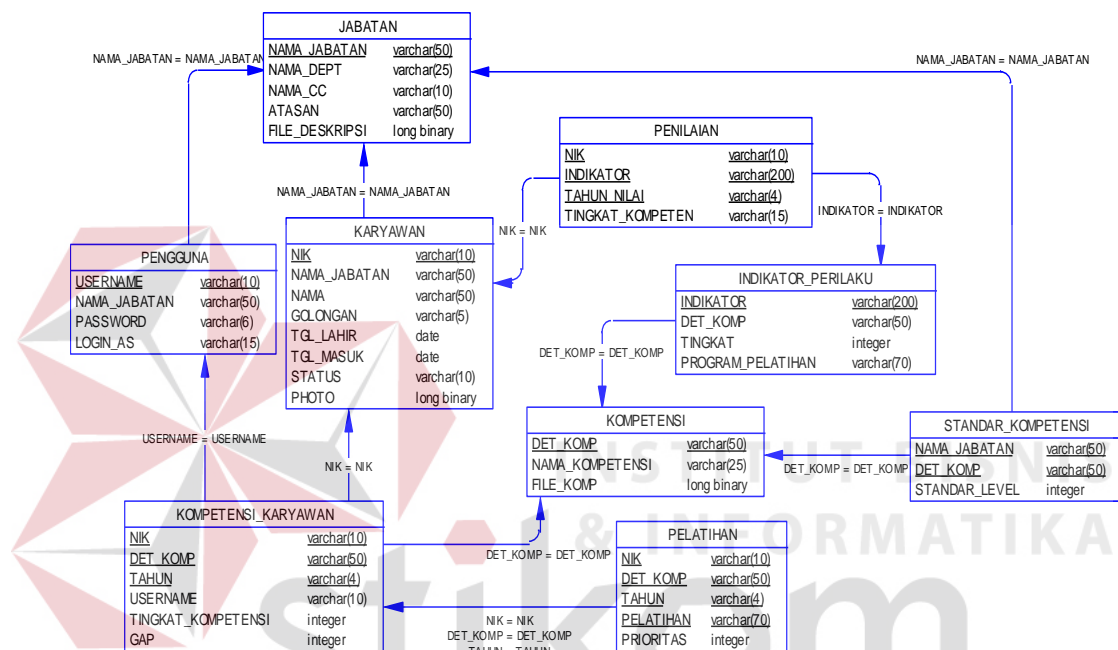 JABATAN
NAMA_JABATAN varchar(50)
NAMA_DEPT varchar(25)
NAMA_CC varchar(10)
ATASAN varchar(50)
FILE_DESKRIPSI long binary
NAMA_JABATAN = NAMA_JABATAN
NAMA_JABATAN = NAMA_JABATAN
NAMA_JABATAN = NAMA_JABATAN
PENILAIAN
NIK varchar(10)
INDIKATOR varchar(200)
TAHUN_NILAI varchar(4)
TINGKAT_KOMPETEN varchar(15)
NIK = NIK
INDIKATOR = INDIKATOR
KARYAWAN
NIK varchar(10)
NAMA_JABATAN varchar(50)
NAMA varchar(50)
GOLONGAN varchar(5)
TGL_LAHIR date
TGL_MASUK date
STATUS varchar(10)
PHOTO long binary
PENGGUNA
USERNAME varchar(10)
NAMA_JABATAN varchar(50)
PASSWORD varchar(6)
LOGIN_AS varchar(15)
INDIKATOR_PERILAKU
INDIKATOR varchar(200)
DET_KOMP varchar(50)
TINGKAT integer
PROGRAM_PELATIHAN varchar(70)
DET_KOMP = DET_KOMP
KOMPETENSI
DET_KOMP varchar(50)
NAMA_KOMPETENSI varchar(25)
FILE_KOMP long binary
DET_KOMP = DET_KOMP
STANDAR_KOMPETENSI
NAMA_JABATAN varchar(50)
DET_KOMP varchar(50)
STANDAR_LEVEL integer
USERNAME = USERNAME
NIK = NIK
KOMPETENSI_KARYAWAN
NIK varchar(10)
DET_KOMP varchar(50)
TAHUN varchar(4)
USERNAME varchar(10)
TINGKAT_KOMPETENSI integer
GAP integer
DET_KOMP = DET_KOMP
PELATIHAN
NIK varchar(10)
DET_KOMP varchar(50)
TAHUN varchar(4)
PELATIHAN varchar(70)
PRIORITAS integer
NIK = NIK
DET_KOMP = DET_KOMP
TAHUN = TAHUN
INSTITUT BISNIS
& INFORMATIKA
stikom